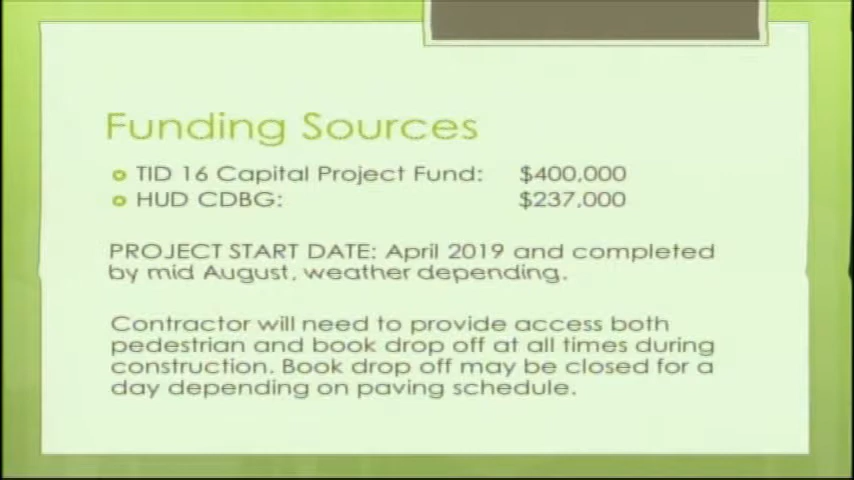 Funding Sources
TID 16 Capital Project Fund: $400,000
HUD CDBG: $237,000
PROJECT START DATE: April 2019 and completed
by mid August, weather depending.
Contractor will need to provide access both
pedestrian and book drop off at all times during
construction. Book drop off may be closed for a
day depending on paving schedule.